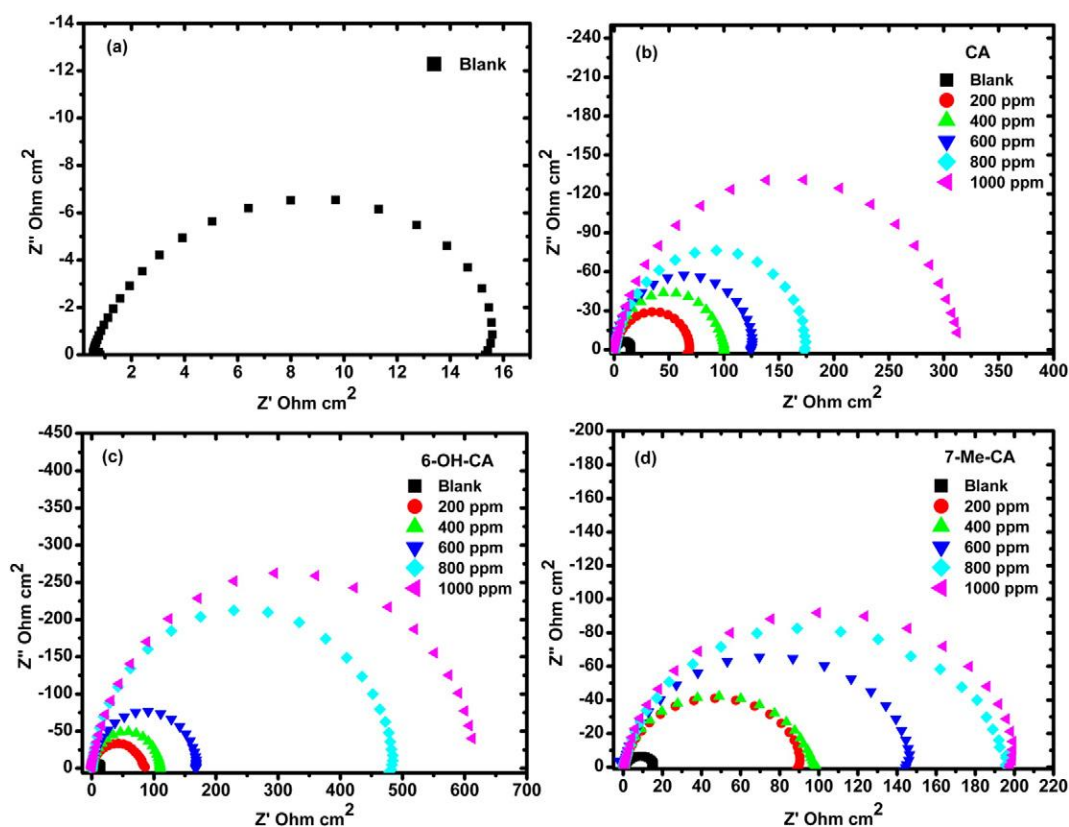 (a)
Blank
-14
-12
-10
-8
-6
-4
-2
0
2 4 6 8 10 12 14 16
Z'' Ohm cm2
Z' Ohm cm2
(b)
CA
Blank
200 ppm
400 ppm
600 ppm
800 ppm
1000 ppm
-240
-210
-180
-150
-120
-90
-60
-30
0
0 50 100 150 200 250 300 350 400
Z'' Ohm cm2
Z' Ohm cm2
(c)
6-OH-CA
Blank
200 ppm
400 ppm
600 ppm
800 ppm
1000 ppm
-450
-400
-350
-300
-250
-200
-150
-100
-50
0
0 100 200 300 400 500 600 700
Z'' Ohm cm2
Z' Ohm cm2
(d)
7-Me-CA
Blank
200 ppm
400 ppm
600 ppm
800 ppm
1000 ppm
-200
-180
-160
-140
-120
-100
-80
-60
-40
-20
0
0 20 40 60 80 100 120 140 160 180 200 220
Z'' Ohm cm2
Z' Ohm cm2